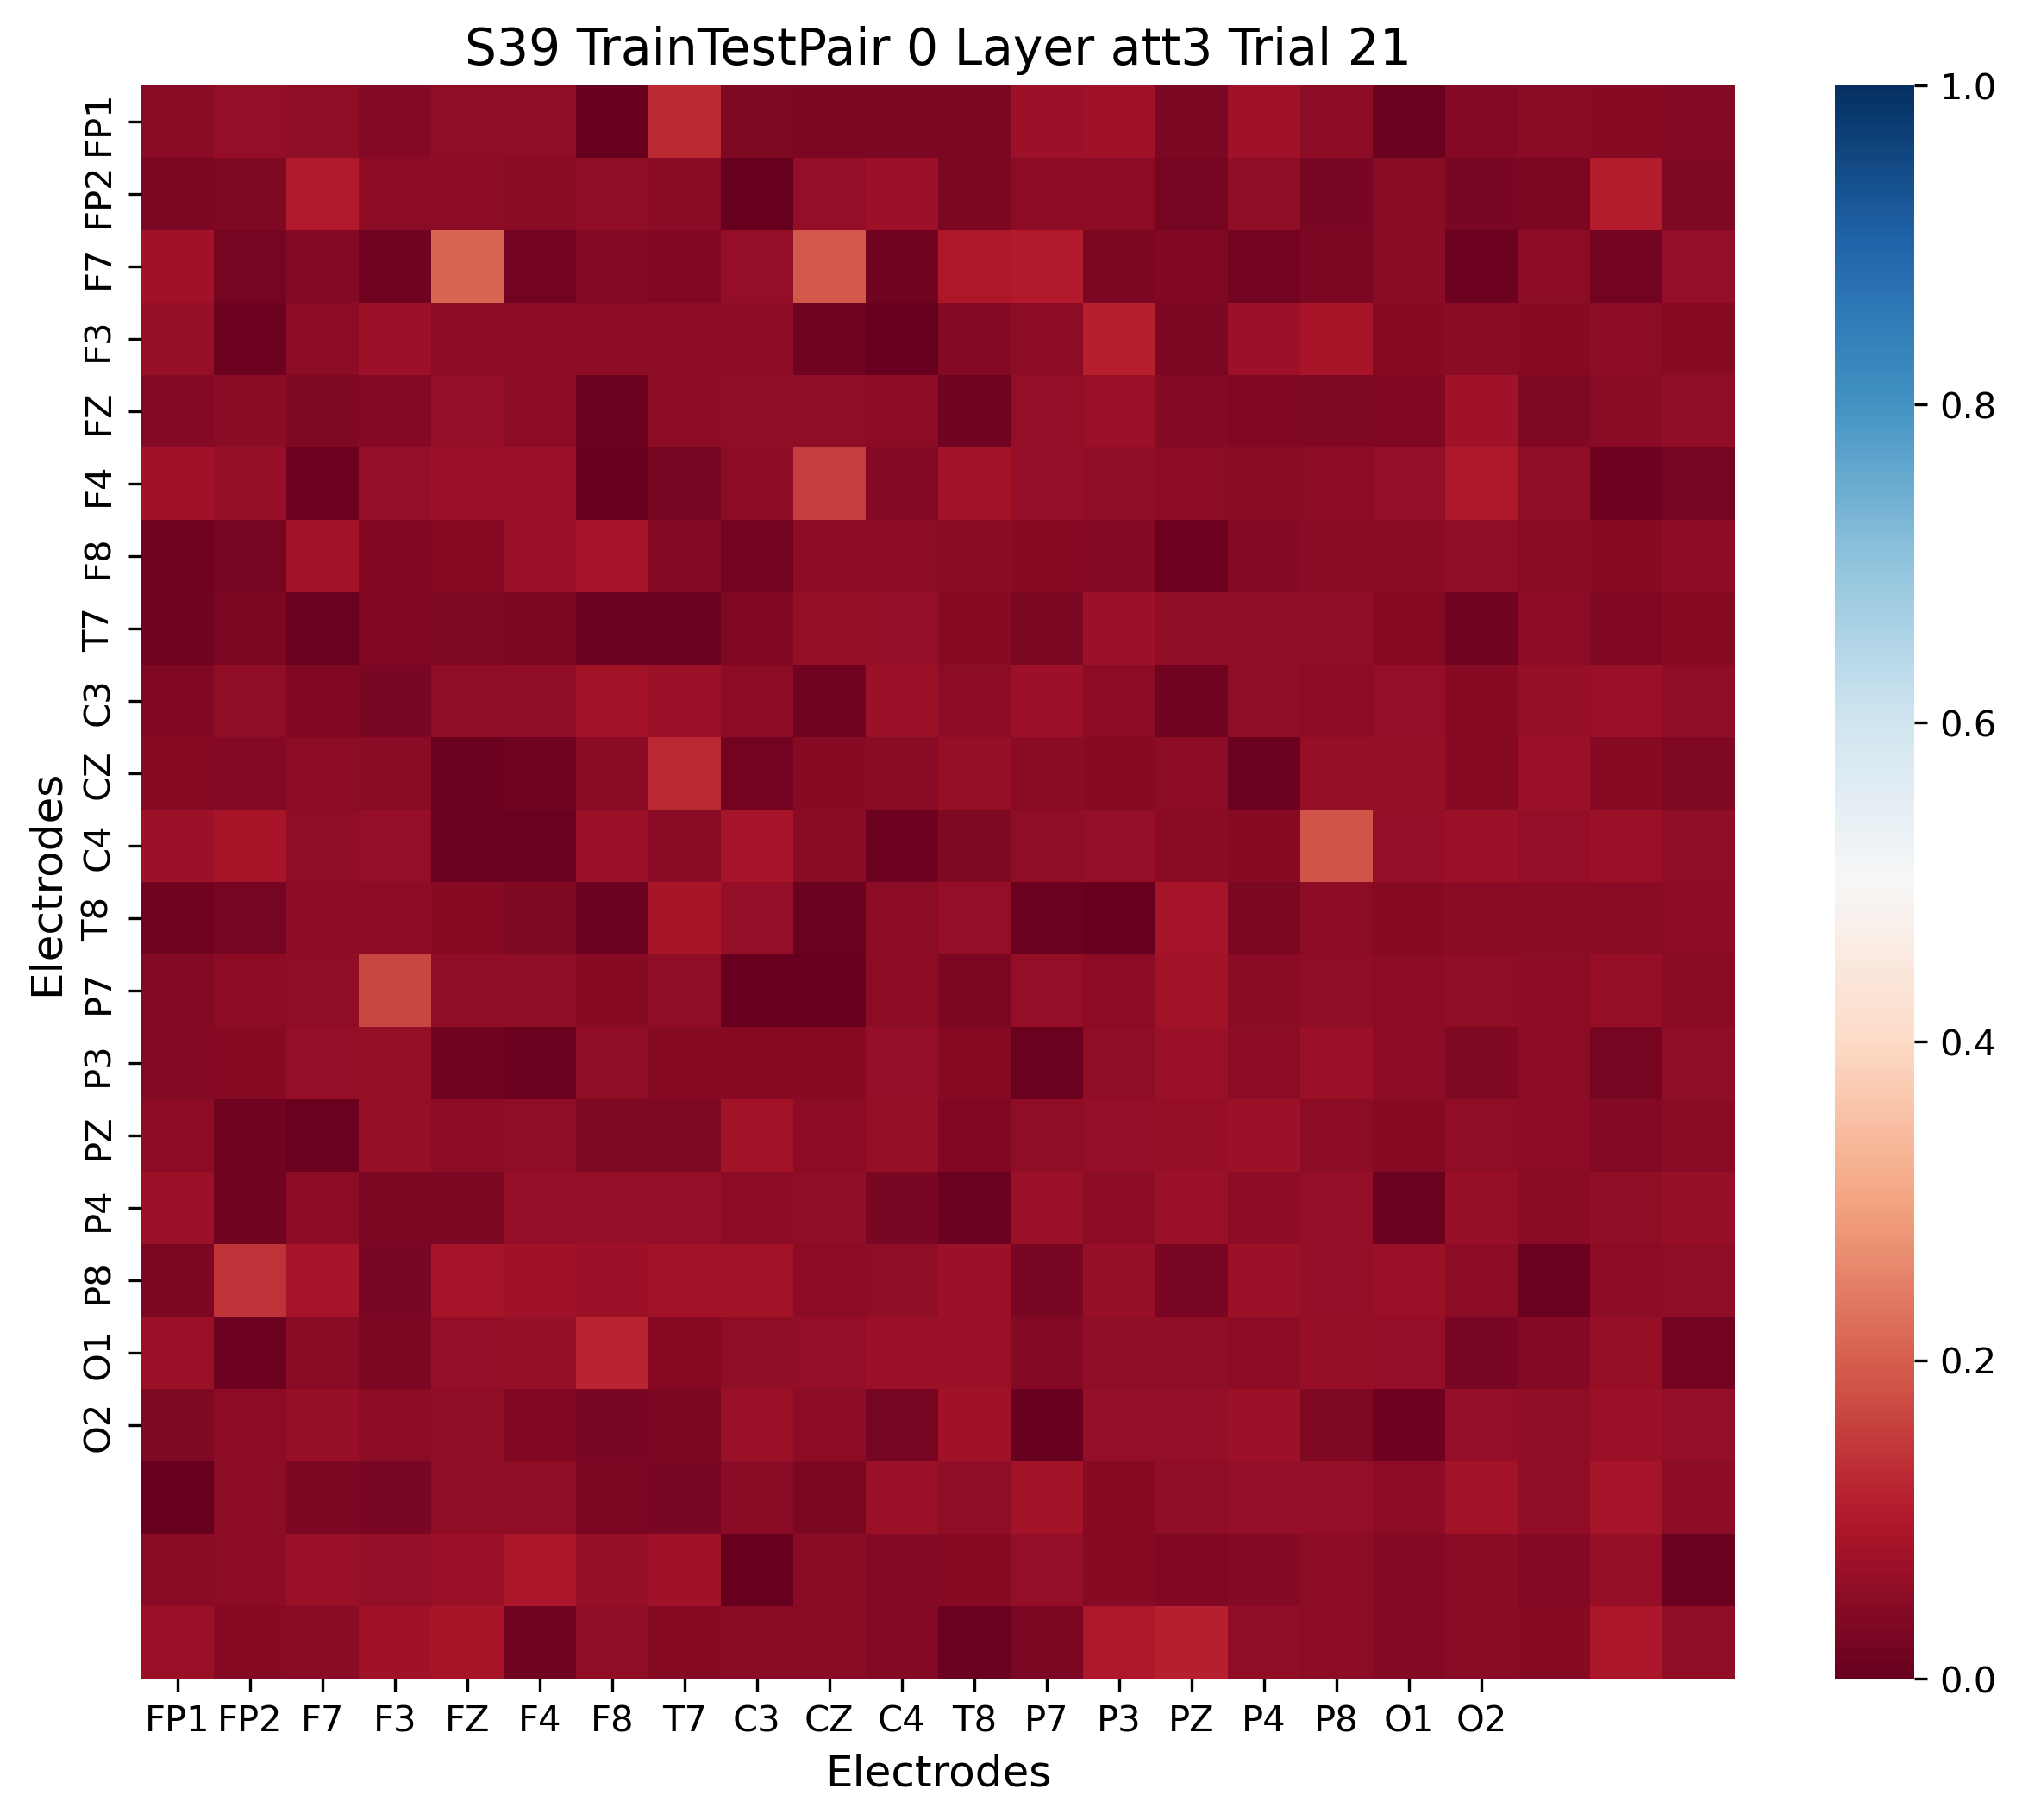 S39 TrainTestPair 0 Layer att3 Trial 21
Electrodes
FP1
FP2
F7
F3
FZ
F4
F8
T7
C3
CZ
C4
T8
P7
P3
PZ
P4
P8
O1
O2
FP1 FP2 F7 F3 FZ F4 F8 T7 C3 CZ C4 T8 P7 P3 PZ P4 P8 O1 O2
Electrodes
1.0
0.8
0.6
0.4
0.2
0.0